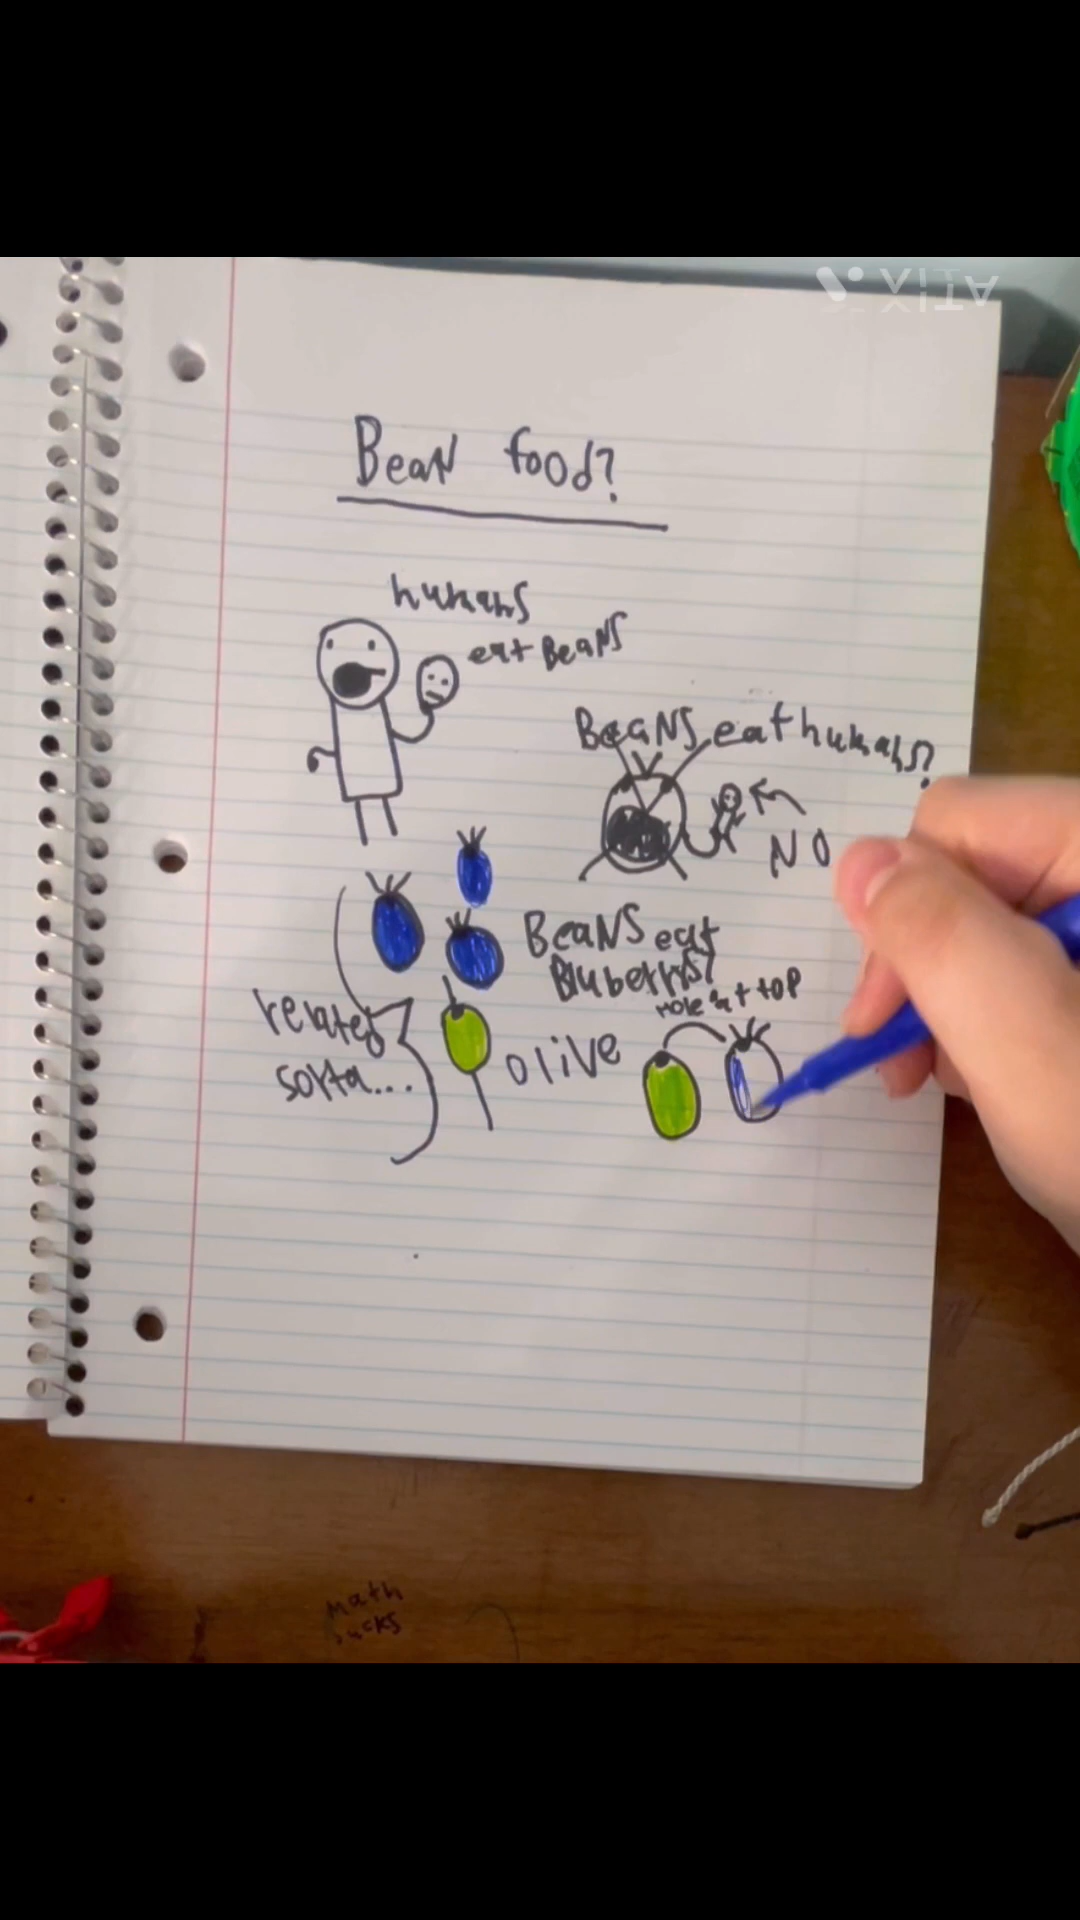 BeaN food?
humans
eat BeaNS
BeaNS eat humans?
NO
BeaNS eat
Bluberrys?
Hole at top
related
sorta...
olive
math
sucks
VITA